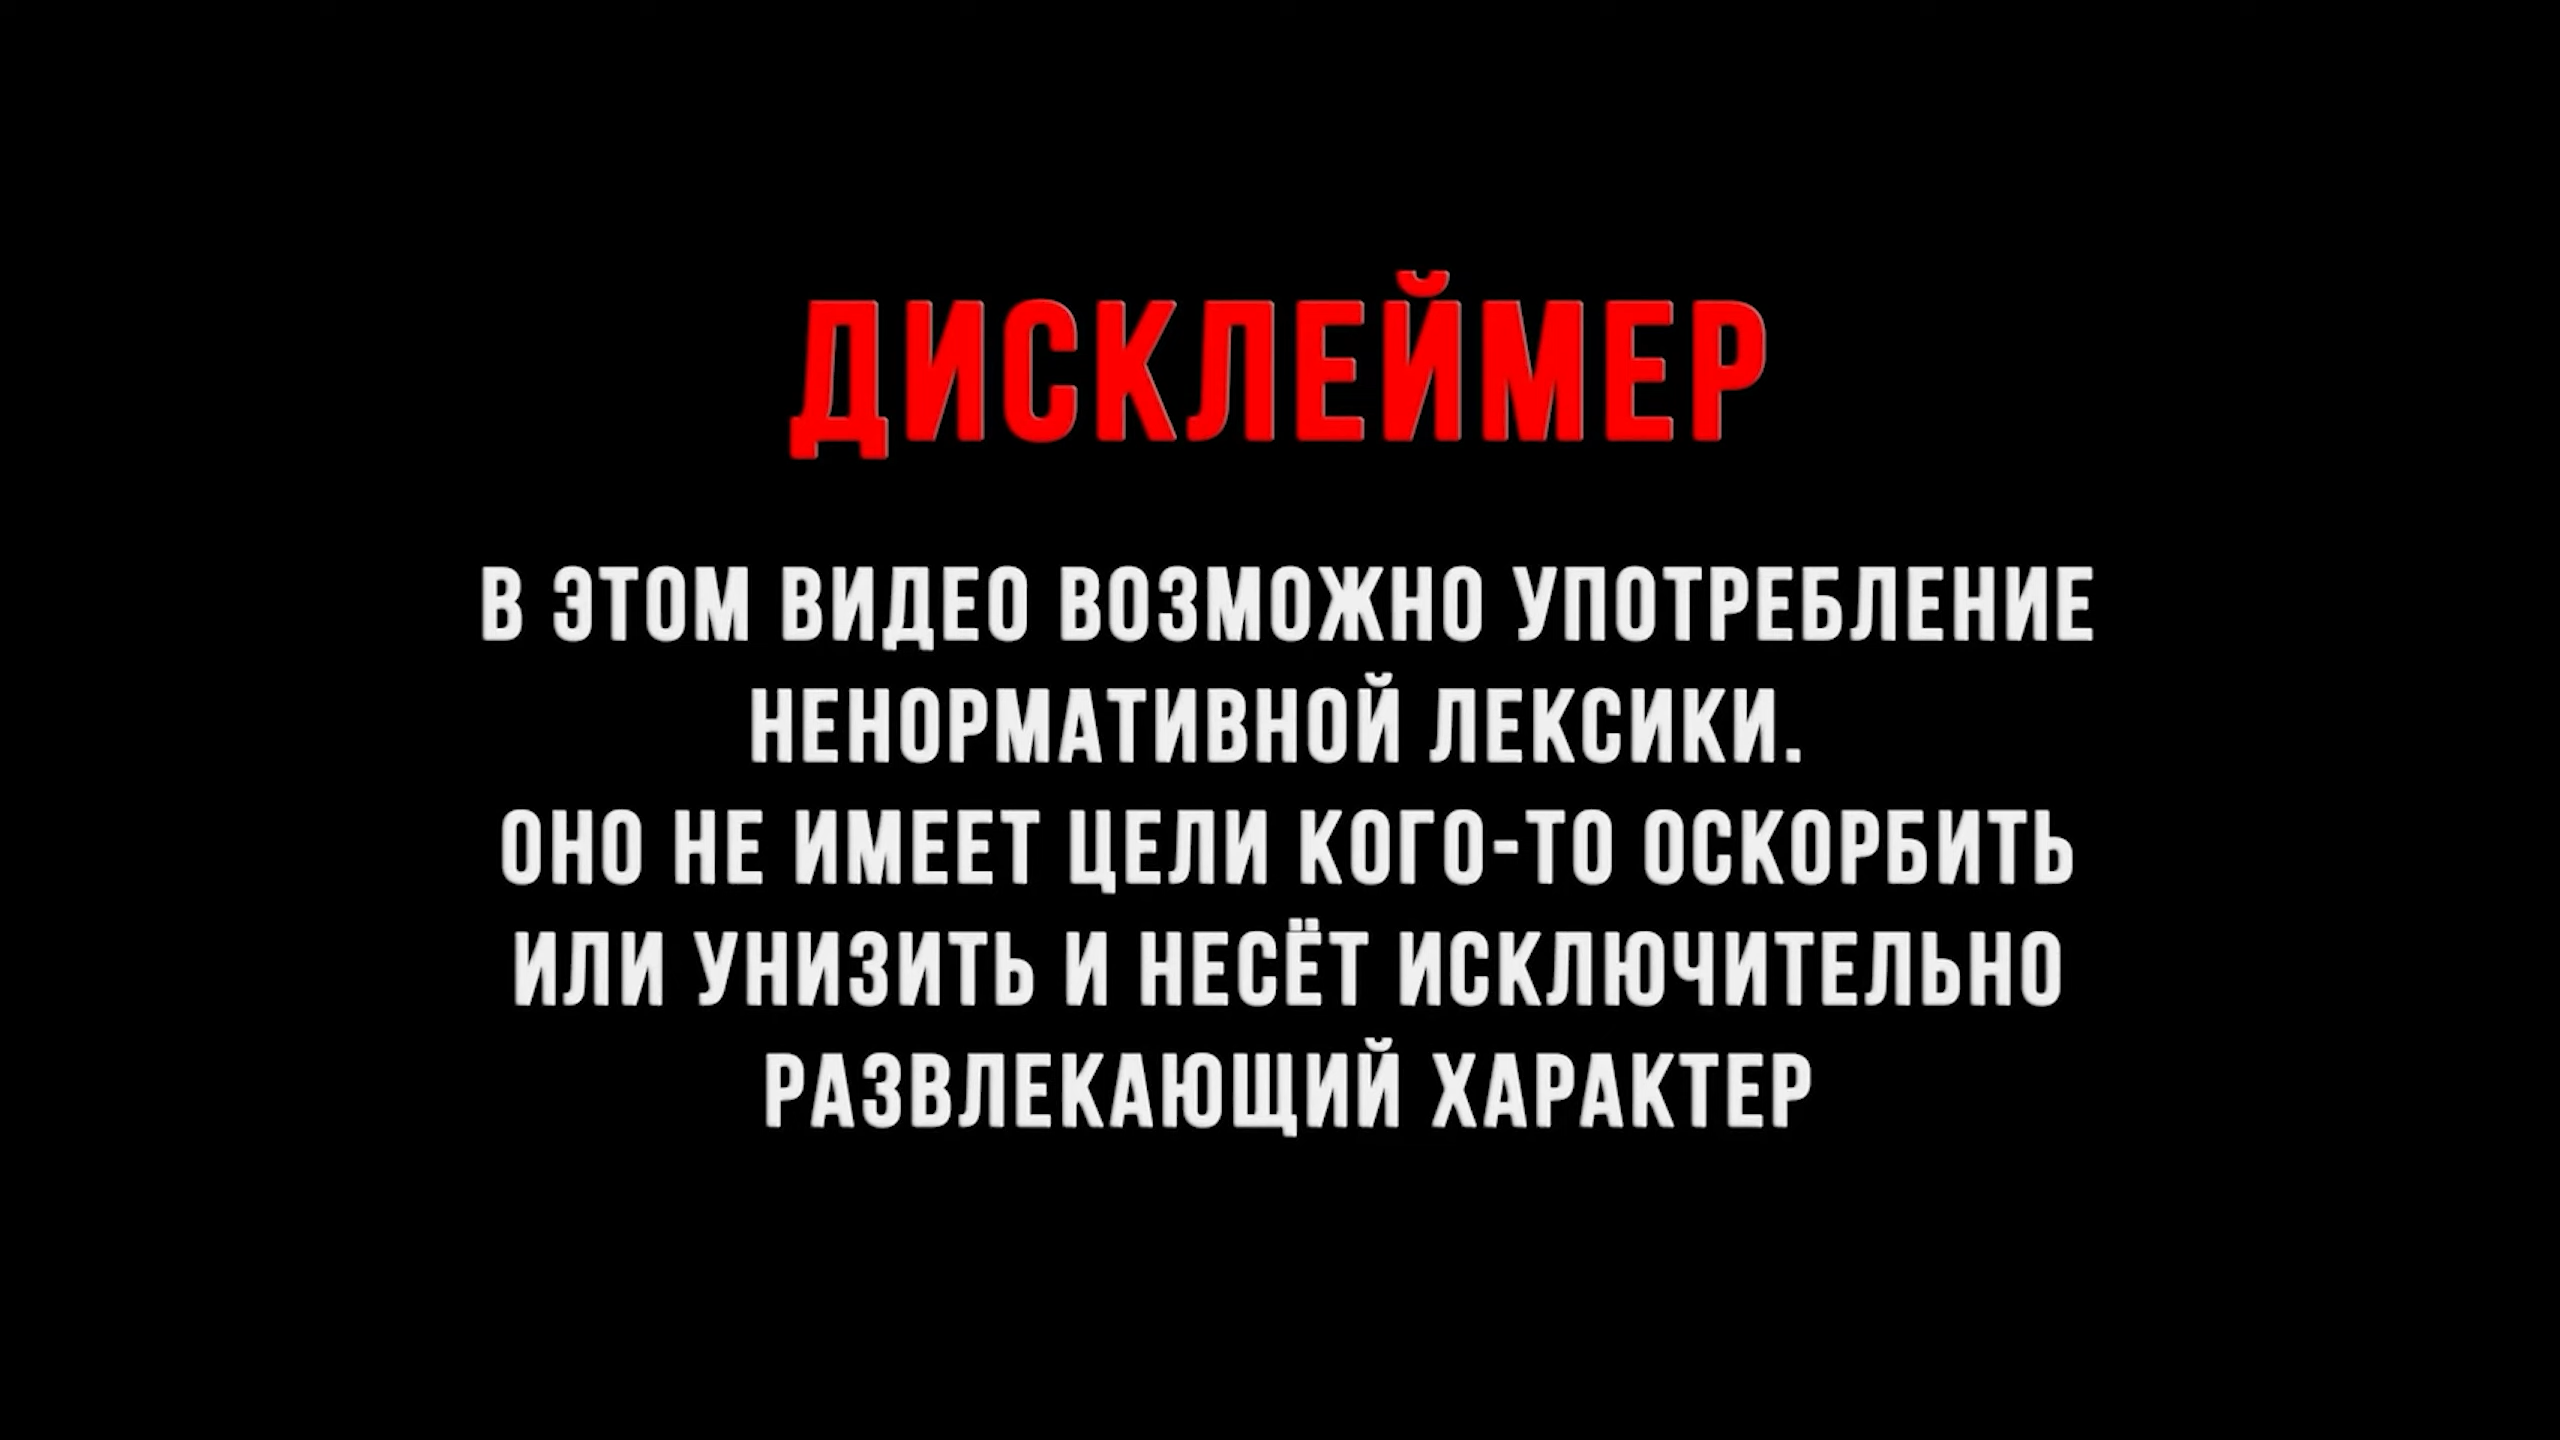 ДИСКЛЕЙМЕР
В ЭТОМ ВИДЕО ВОЗМОЖНО УПОТРЕБЛЕНИЕ
НЕНОРМАТИВНОЙ ЛЕКСИКИ.
ОНО НЕ ИМЕЕТ ЦЕЛИ КОГО-ТО ОСКОРБИТЬ
ИЛИ УНИЗИТЬ И НЕСЁТ ИСКЛЮЧИТЕЛЬНО
РАЗВЛЕКАЮЩИЙ ХАРАКТЕР